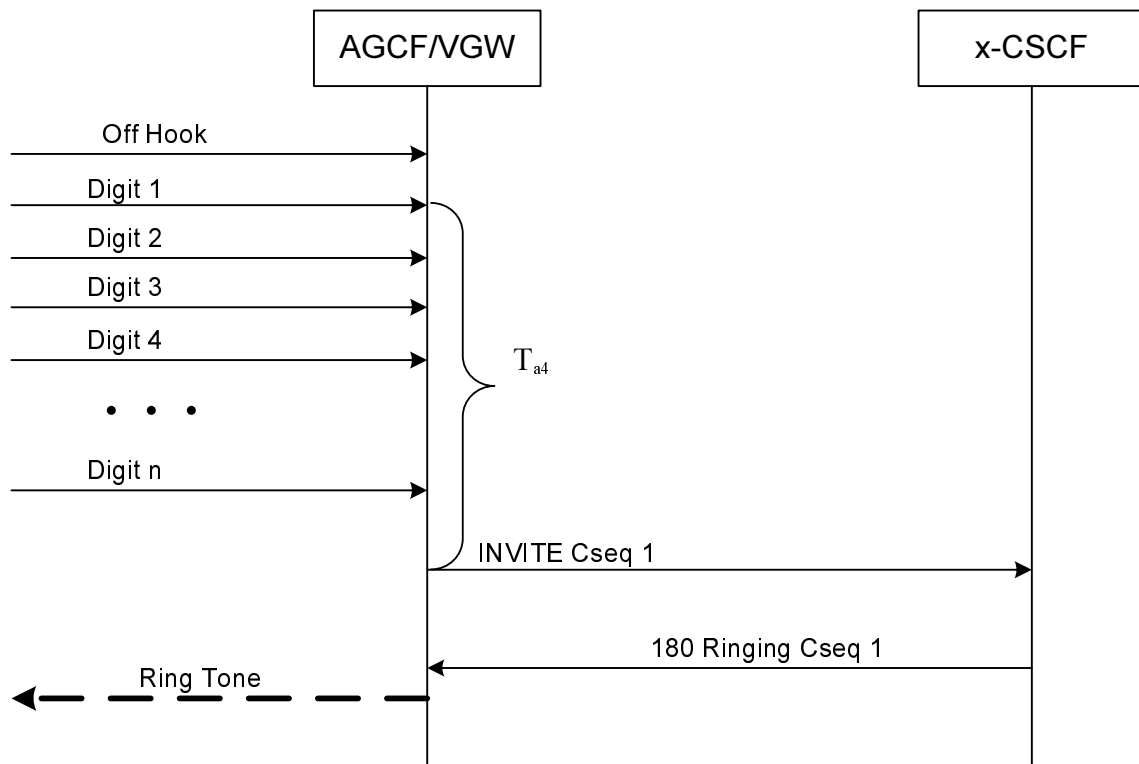 AGCF/VGW
x-CSCF
Off Hook
Digit 1
Digit 2
Digit 3
Digit 4
Ta4
• • •
Digit n
INVITE Cseq 1
180 Ringing Cseq 1
Ring Tone